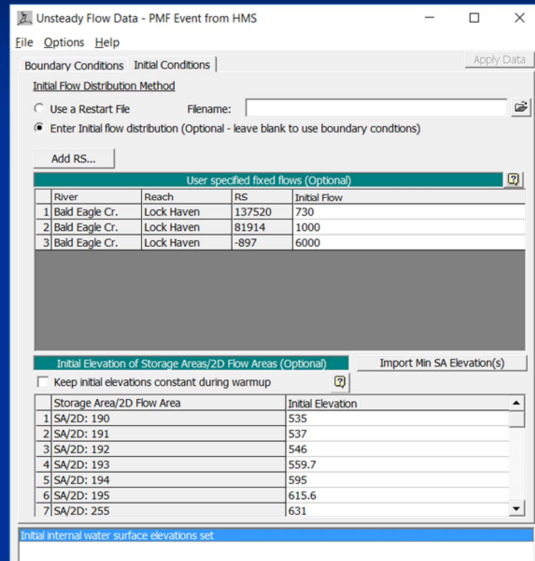 Unsteady Flow Data - PMF Event from HMS
File Options Help
Boundary Conditions Initial Conditions Apply Data
Initial Flow Distribution Method
Use a Restart File Filename:
Enter Initial flow distribution (Optional - leave blank to use boundary condtions)
Add RS...
User specified fixed flows (Optional)
River Reach RS Initial Flow
1 Bald Eagle Cr. Lock Haven 137520 730
2 Bald Eagle Cr. Lock Haven 81914 1000
3 Bald Eagle Cr. Lock Haven -897 6000
Initial Elevation of Storage Areas/2D Flow Areas (Optional) Import Min SA Elevation(s)
Keep initial elevations constant during warmup
Storage Area/2D Flow Area Initial Elevation
1 SA/2D: 190 535
2 SA/2D: 191 537
3 SA/2D: 192 546
4 SA/2D: 193 559.7
5 SA/2D: 194 595
6 SA/2D: 195 615.6
7 SA/2D: 255 631
Initial internal water surface elevations set